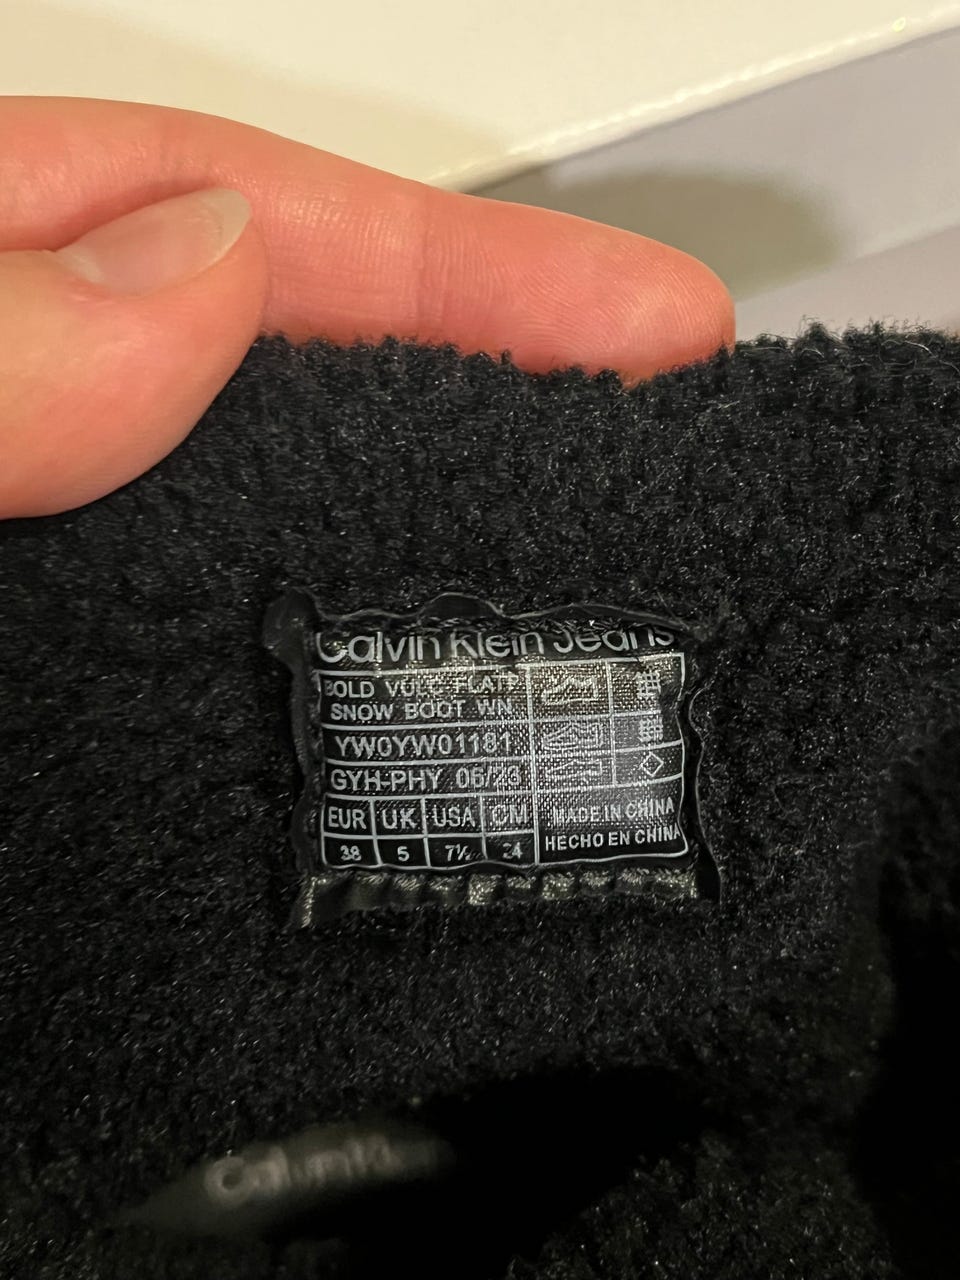 Calvin Klein Jeans
BOLD VULC FLATF
SNOW BOOT WN
YW0YW01181
GYH-PHY 06/23
EUR UK USA CM
38 5 7½ 24
MADE IN CHINA
HECHO EN CHINA